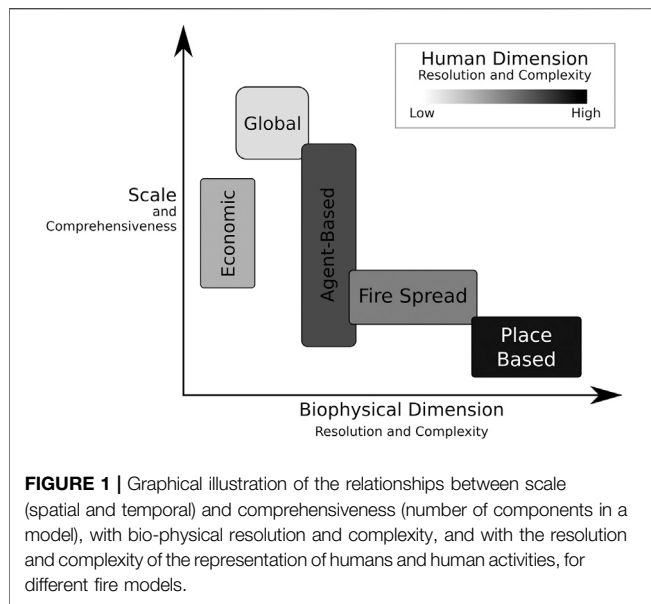 Human Dimension
Resolution and Complexity
Low High
Global
Scale
and
Comprehensiveness
Economic
Agent-Based
Fire Spread
Place
Based
Biophysical Dimension
Resolution and Complexity
FIGURE 1 | Graphical illustration of the relationships between scale
(spatial and temporal) and comprehensiveness (number of components in a
model), with bio-physical resolution and complexity, and with the resolution
and complexity of the representation of humans and human activities, for
different fire models.